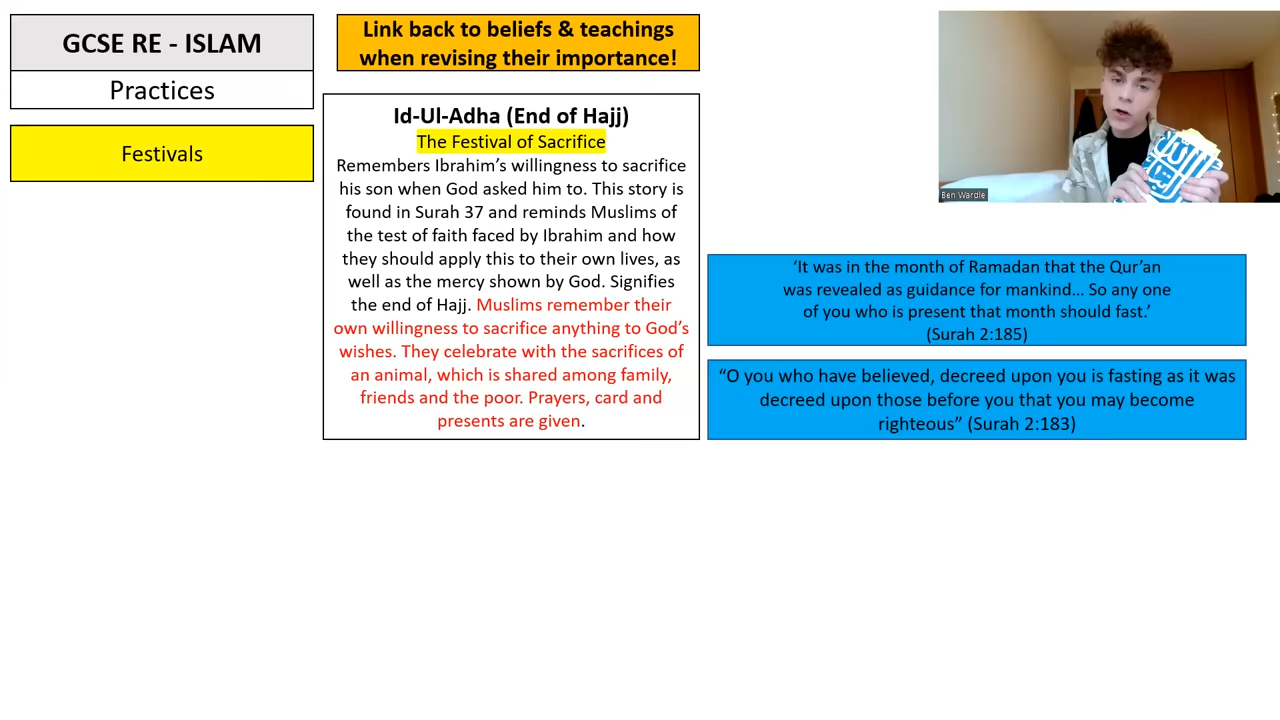 GCSE RE - ISLAM
Practices
Festivals
Link back to beliefs & teachings
when revising their importance!
Id-Ul-Adha (End of Hajj)
The Festival of Sacrifice
Remembers Ibrahim's willingness to sacrifice
his son when God asked him to. This story is
found in Surah 37 and reminds Muslims of
the test of faith faced by Ibrahim and how
they should apply this to their own lives, as
well as the mercy shown by God. Signifies
the end of Hajj. Muslims remember their
own willingness to sacrifice anything to God's
wishes. They celebrate with the sacrifices of
an animal, which is shared among family,
friends and the poor. Prayers, card and
presents are given.
Ben Wardle
‘It was in the month of Ramadan that the Qur’an
was revealed as guidance for mankind... So any one
of you who is present that month should fast.’
(Surah 2:185)
“O you who have believed, decreed upon you is fasting as it was
decreed upon those before you that you may become
righteous” (Surah 2:183)